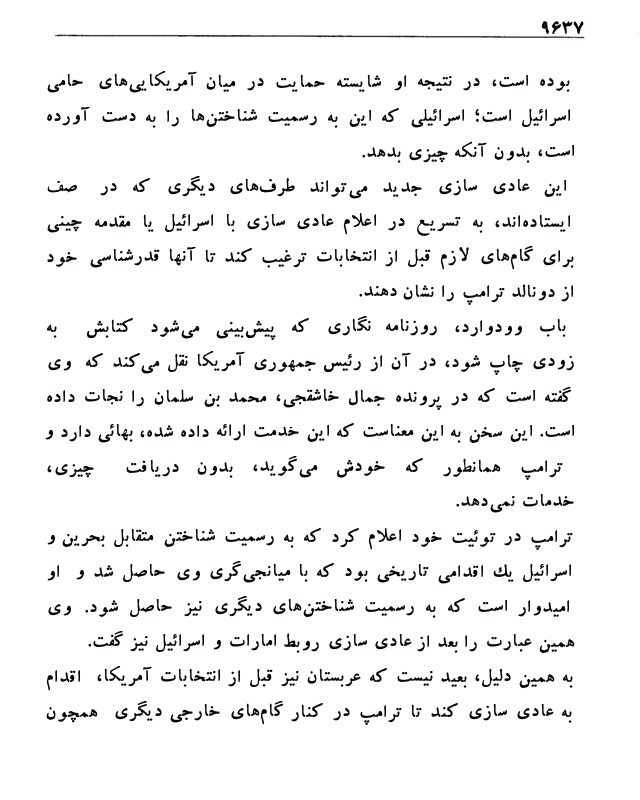 ۹۶۳۷
بوده است، در نتیجه او شایسته حمایت در میان آمریکایی‌های حامی
اسرائیل است؛ اسرائیلی که این به رسمیت شناختن‌ها را به دست آورده
است، بدون آنکه چیزی بدهد.
این عادی سازی جدید می‌تواند طرف‌های دیگری که در صف
ایستاده‌اند، به تسریع در اعلام عادی سازی با اسرائیل یا مقدمه چینی
برای گام‌های لازم قبل از انتخابات ترغیب کند تا آنها قدرشناسی خود
از دونالد ترامپ را نشان دهند.
باب وودوارد، روزنامه نگاری که پیش‌بینی می‌شود کتابش به
زودی چاپ شود، در آن از رئیس جمهوری آمریکا نقل می‌کند که وی
گفته است که در پرونده جمال خاشقجی، محمد بن سلمان را نجات داده
است. این سخن به این معناست که این خدمت ارائه داده شده، بهائی دارد و
ترامپ همانطور که خودش می‌گوید، بدون دریافت چیزی،
خدمات نمی‌دهد.
ترامپ در توئیت خود اعلام کرد که به رسمیت شناختن متقابل بحرین و
اسرائیل یك اقدامی تاریخی بود که با میانجی‌گری وی حاصل شد و او
امیدوار است که به رسمیت شناختن‌های دیگری نیز حاصل شود. وی
همین عبارت را بعد از عادی سازی روبط امارات و اسرائیل نیز گفت.
به همین دلیل، بعید نیست که عربستان نیز قبل از انتخابات آمریکا، اقدام
به عادی سازی کند تا ترامپ در کنار گام‌های خارجی دیگری همچون